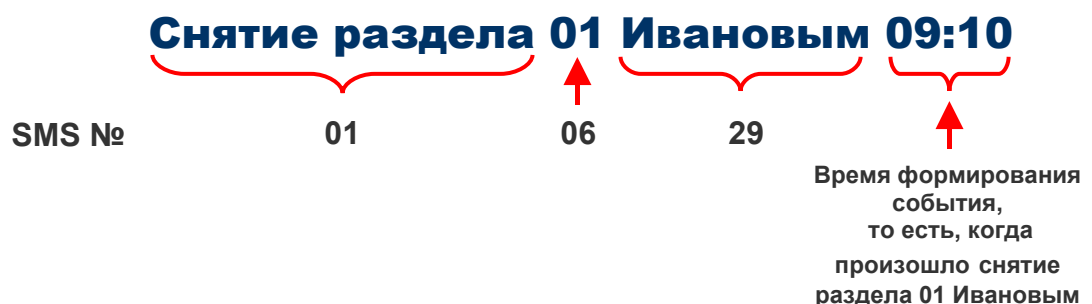 Снятие раздела 01 Ивановым 09:10
SMS № 01 06 29
Время формирования
события,
то есть, когда
произошло снятие
раздела 01 Ивановым